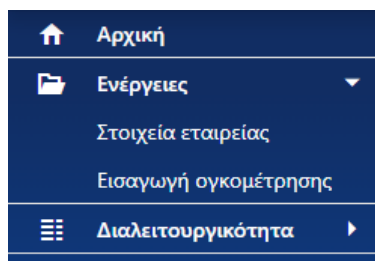 Αρχική
Ενέργειες
Στοιχεία εταιρείας
Εισαγωγή ογκομέτρησης
Διαλειτουργικότητα